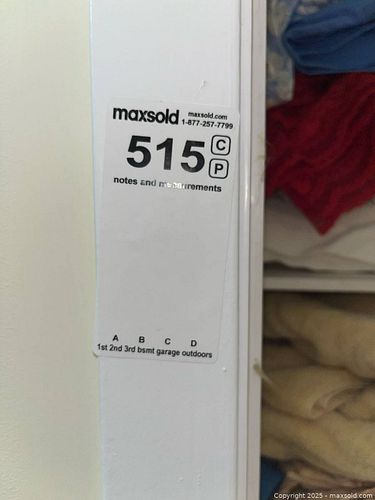 maxsold maxsold.com
1-877-257-7799
515 C
P
notes and measurements
A B C D
1st 2nd 3rd bsmt garage outdoors
Copyright 2025 - maxsold.com